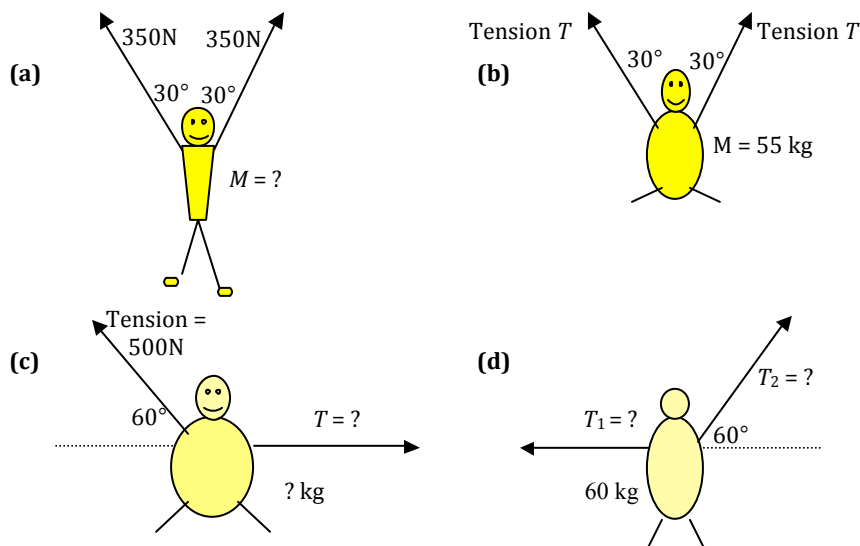 350N 350N
(a)
30° 30°
M = ?
Tension T Tension T
(b)
30° 30°
M = 55 kg
(c)
Tension =
500N
60°
T = ?
? kg
(d)
T₂ = ?
T₁ = ?
60°
60 kg